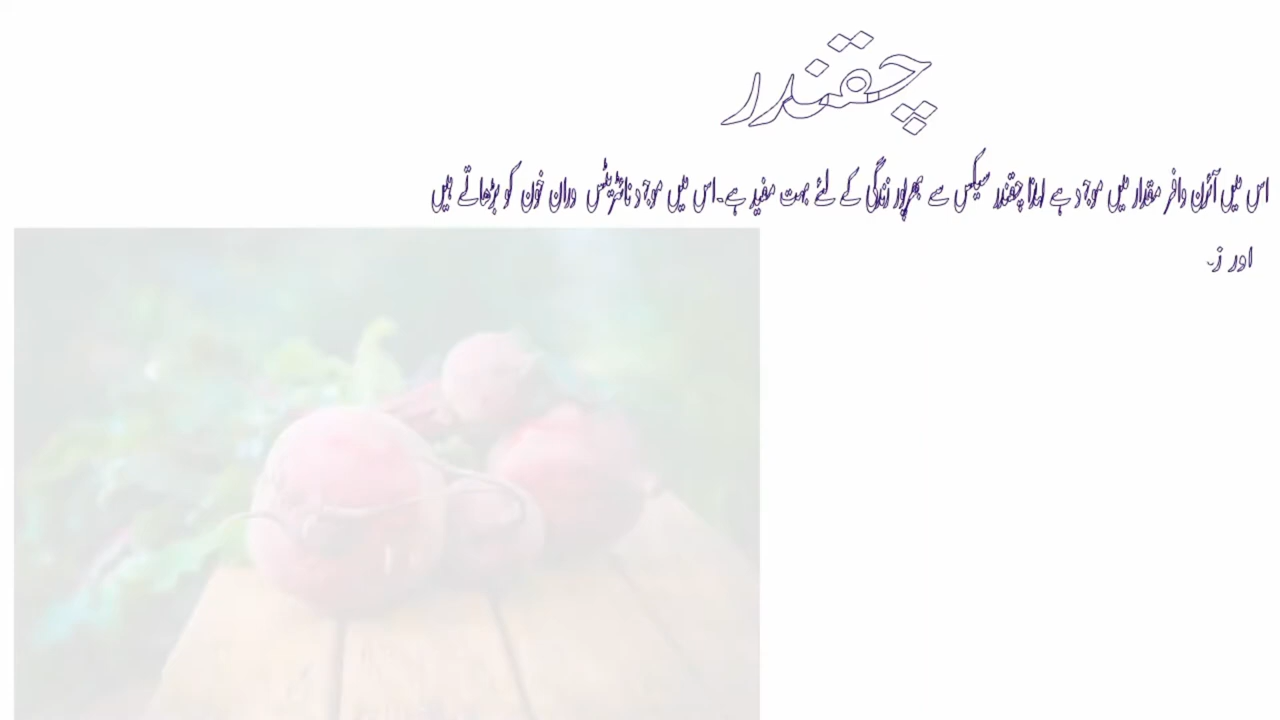 چقندر
اس میں آئرن وافر مقدار میں موجود ہے لہذا چقندر سیکس سے بھرپور زندگی کے لئے بہت مفید ہے۔اس میں موجود نائٹریٹس دوران خون کو بڑھاتے ہیں
اور